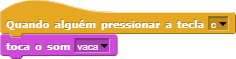 Quando alguém pressionar a tecla c
toca o som vaca